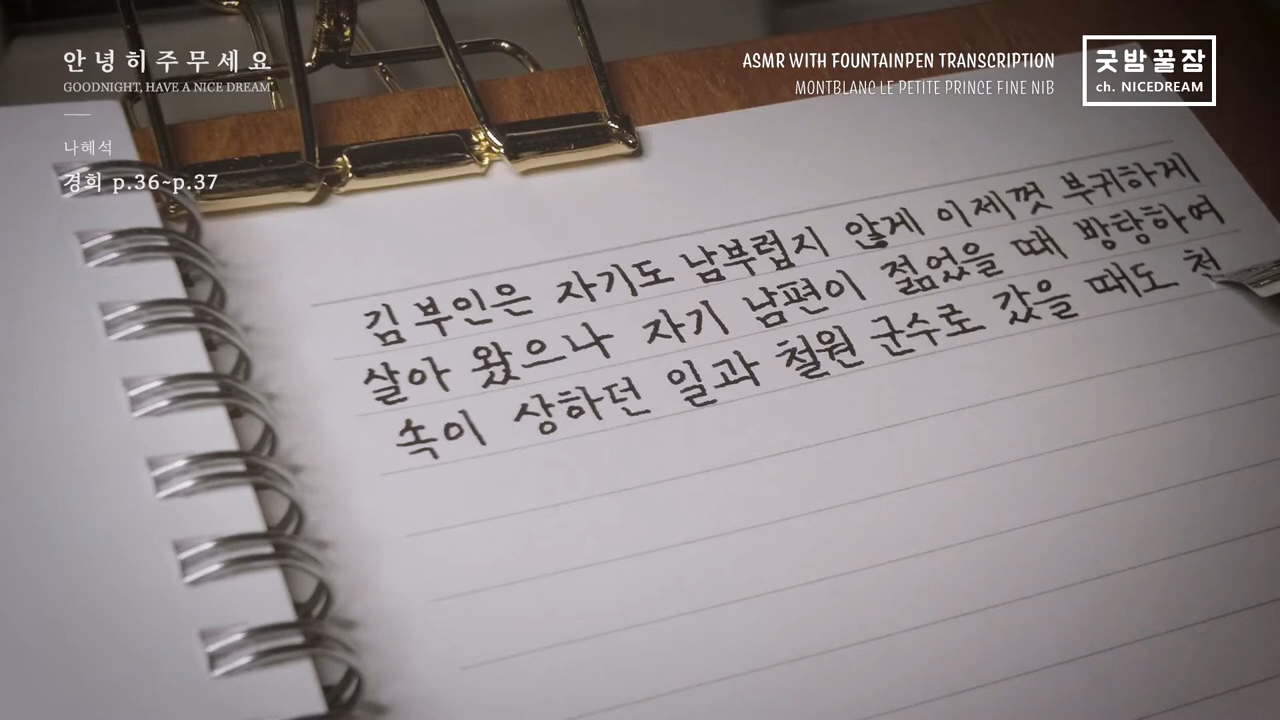 안녕히주무세요
GOODNIGHT, HAVE A NICE DREAM
나혜석
경희 p.36~p.37
ASMR WITH FOUNTAINPEN TRANSCRIPTION
MONTBLANC LE PETITE PRINCE FINE NIB
굿밤꿀잠
ch. NICEDREAM
김부인은 자기도 남부럽지 않게 이제껏 부귀하게
살아 왔으나 자기 남편이 젊었을 때 방탕하여
속이 상하던 일과 철원 군수로 갔을 때도